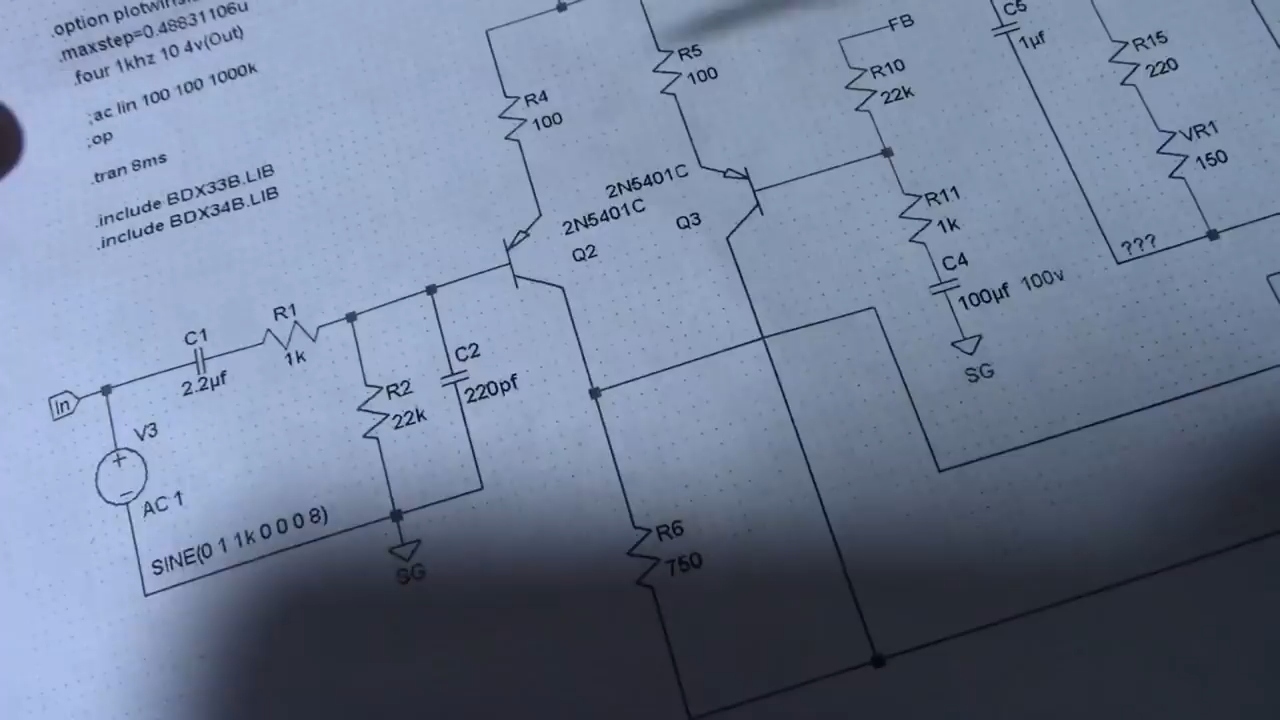 .option
.maxstep=0.48831106u
.four 1khz 10 4v(Out)
;ac lin 100 100 1000k
;op
.tran 8ms
.include BDX33B.LIB
.include BDX34B.LIB
R4
100
R5
100
FB
R10
22k
C5
1µf
R15
220
VR1
150
???
2N5401C
Q3
2N5401C
Q2
R11
1k
C4
100µf 100v
SG
In
C1
2.2µf
R1
1k
R2
22k
C2
220pf
V3
+
−
AC 1
SINE(0 1 1k 0 0 0 8)
SG
R6
750